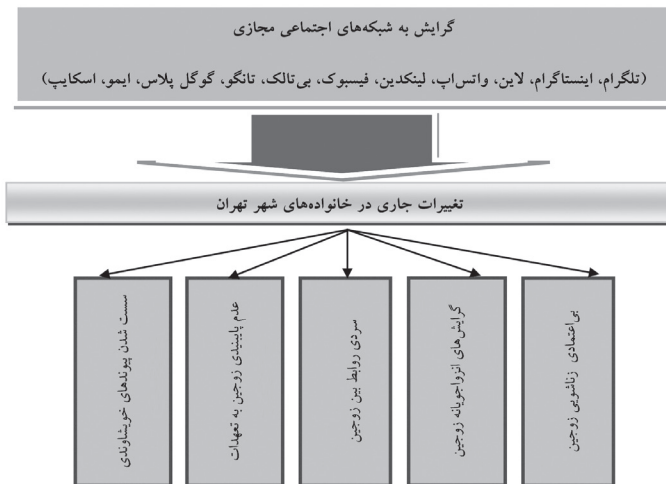 گرایش به شبکه‌های اجتماعی مجازی
(تلگرام، اینستاگرام، لاین، واتس‌اپ، لینکدین، فیسبوک، بی‌تالک، تانگو، گوگل پلاس، ایمو، اسکایپ)
تغییرات جاری در خانواده‌های شهر تهران
بی‌اعتمادی زناشویی زوجین
گرایش‌های انزواجویانه زوجین
سردی روابط بین زوجین
عدم پایبندی زوجین به تعهدات
سست شدن پیوندهای خویشاوندی